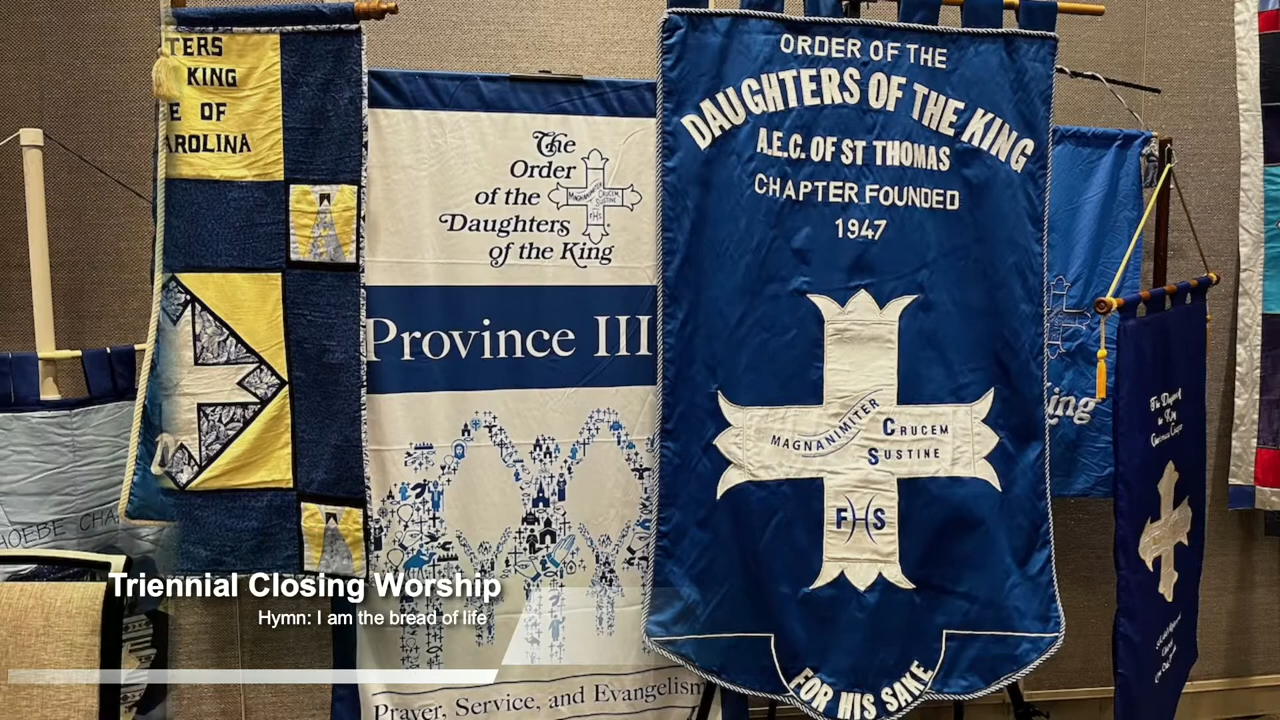 TERS
KING
E OF
AROLINA
The
Order
of the
Daughters
of the King
MAGNANIMITER CRUCEM
SUSTINE
FHS
Province III
Prayer, Service, and Evangelism
ORDER OF THE
DAUGHTERS OF THE KING
A.E.C. OF ST THOMAS
CHAPTER FOUNDED
1947
MAGNANIMITER CRUCEM
SUSTINE
FHS
FOR HIS SAKE
ing
OEBE CHA
Triennial Closing Worship
Hymn: I am the bread of life